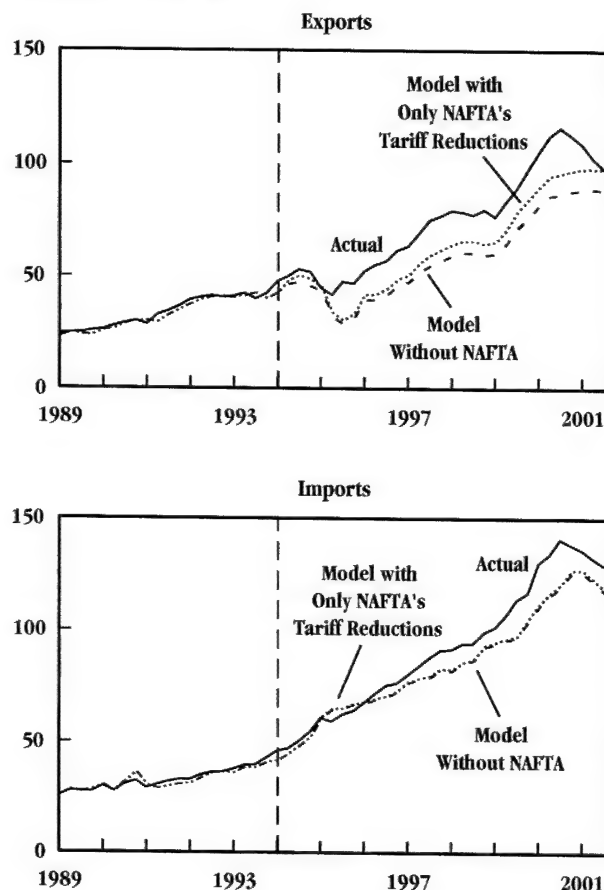 Exports
150
Model with
Only NAFTA's
Tariff Reductions
100
Actual
50
Model
Without NAFTA
0
1989
1993
1997
2001
Imports
150
Actual
Model with
Only NAFTA's
Tariff Reductions
100
50
Model
Without NAFTA
0
1989
1993
1997
2001